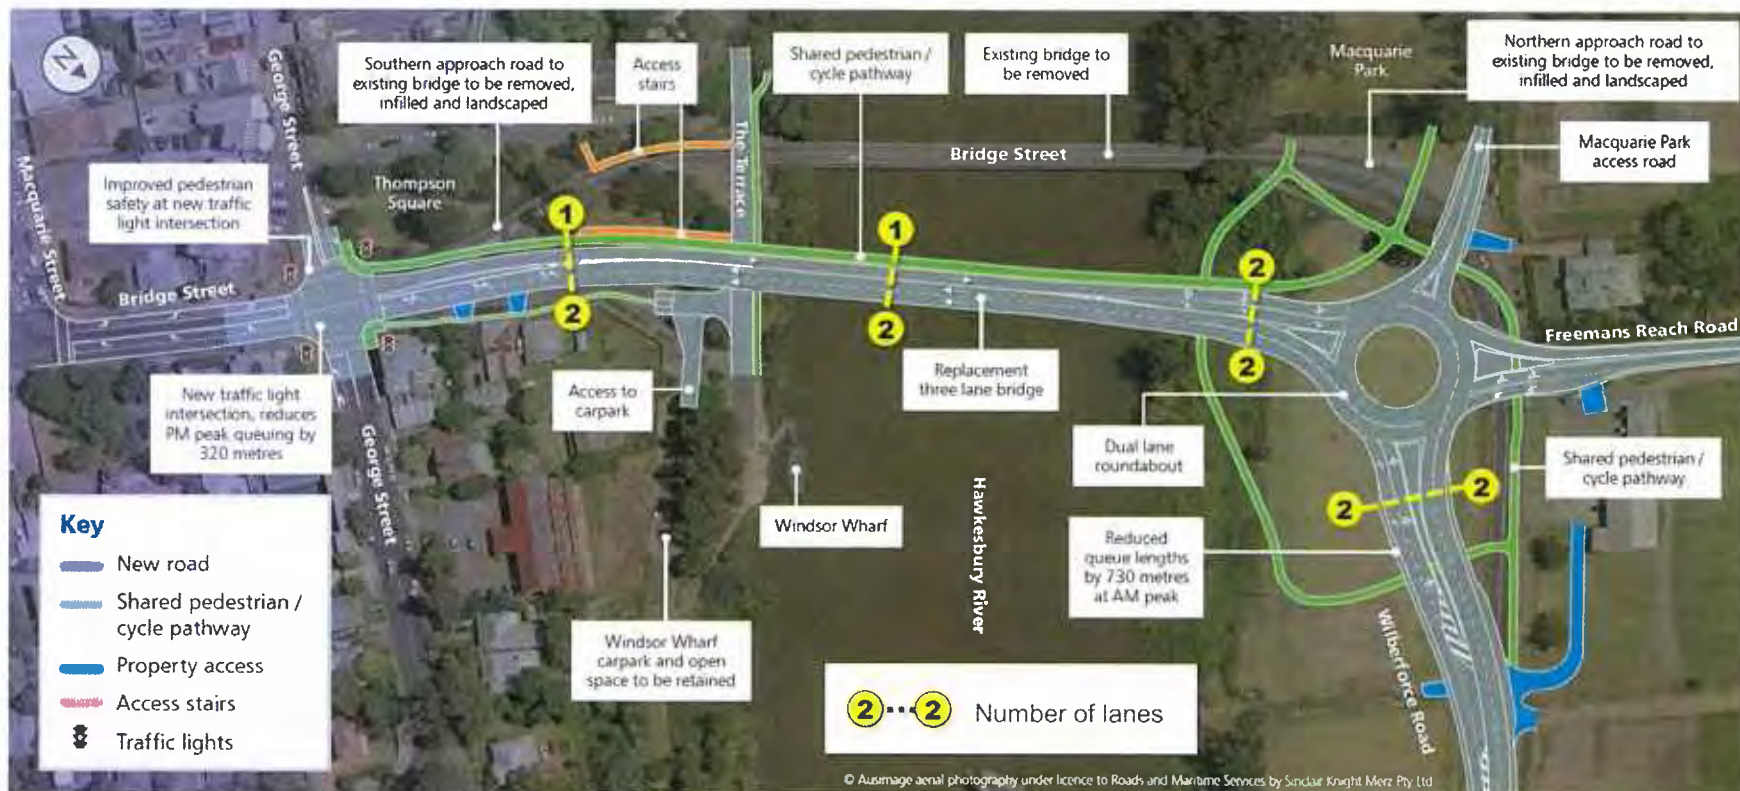 N
George Street
Macquarie Street
Southern approach road to
existing bridge to be removed,
infilled and landscaped
Access
stairs
Shared pedestrian /
cycle pathway
Existing bridge to
be removed
Macquarie
Park
Northern approach road to
existing bridge to be removed,
infilled and landscaped
Macquarie Park
access road
Improved pedestrian
safety at new traffic
light intersection
Thompson
Square
The Terrace
Bridge Street
Bridge Street
1
2
1
2
2
2
Freemans Reach Road
New traffic light
intersection, reduces
PM peak queuing by
320 metres
George Street
Access to
carpark
Replacement
three lane bridge
Dual lane
roundabout
Shared pedestrian /
cycle pathway
2
2
Windsor Wharf
Hawkesbury River
Reduced
queue lengths
by 730 metres
at AM peak
Windsor Wharf
carpark and open
space to be retained
Wilberforce Road
Key
New road
Shared pedestrian /
cycle pathway
Property access
Access stairs
Traffic lights
2 2 Number of lanes
© Ausimage aerial photography under licence to Roads and Maritime Services by Sinclair Knight Merz Pty Ltd